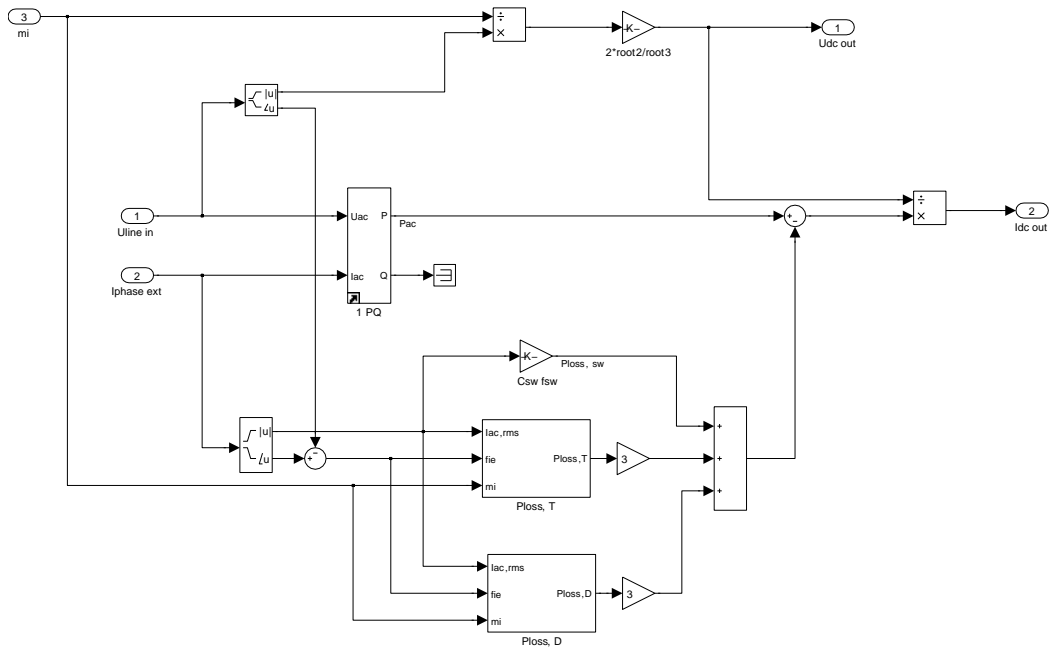 3
mi
÷
×
-K-
2*root2/root3
1
Udc out
|u|
∠u
1
Uline in
Uac
P
Pac
+
-
÷
×
2
Idc out
2
Iphase ext
Iac
Q
1 PQ
-K-
Csw fsw
Ploss, sw
|u|
∠u
+
-
Iac,rms
fie
mi
Ploss,T
Ploss, T
3
+
+
+
Iac,rms
fie
mi
Ploss,D
Ploss, D
3